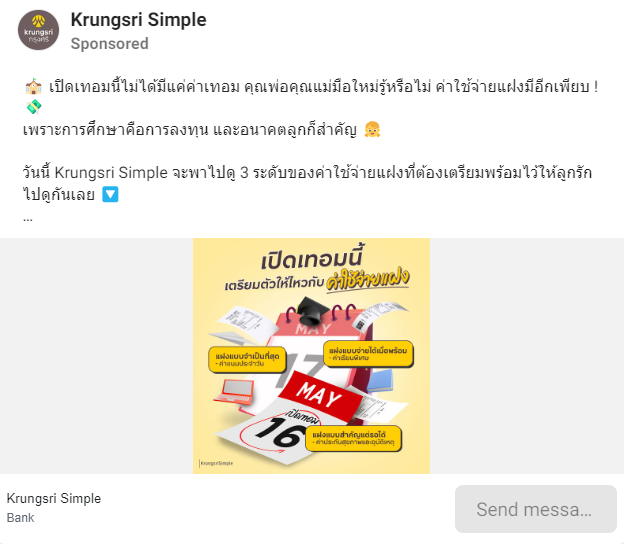 krungsri
กรุงศรี
Krungsri Simple
Sponsored
เปิดเทอมนี้ไม่ได้มีแค่ค่าเทอม คุณพ่อคุณแม่มือใหม่รู้หรือไม่ ค่าใช้จ่ายแฝงมีอีกเพียบ !
เพราะการศึกษาคือการลงทุน และอนาคตลูกก็สำคัญ
วันนี้ Krungsri Simple จะพาไปดู 3 ระดับของค่าใช้จ่ายแฝงที่ต้องเตรียมพร้อมไว้ให้ลูกรัก
ไปดูกันเลย
...
เปิดเทอมนี้
เตรียมตัวให้ไหวกับ ค่าใช้จ่ายแฝง
MAY
17
แฝงแบบจำเป็นที่สุด
- ค่าขนมประจำวัน
แฝงแบบจ่ายได้เมื่อพร้อม
- ค่าเรียนพิเศษ
MAY
เปิดเทอม
16
แฝงแบบสำคัญแต่รอได้
- ค่าประกันสุขภาพและอุบัติเหตุ
KrungsriSimple
Krungsri Simple
Bank
Send messa...